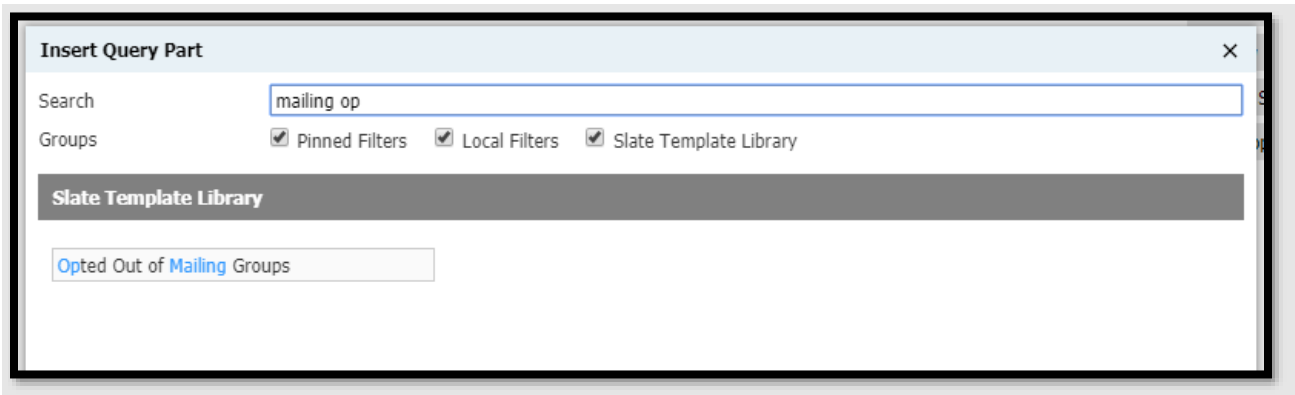 Insert Query Part ×
Search mailing op
Groups Pinned Filters Local Filters Slate Template Library
Slate Template Library
Opted Out of Mailing Groups